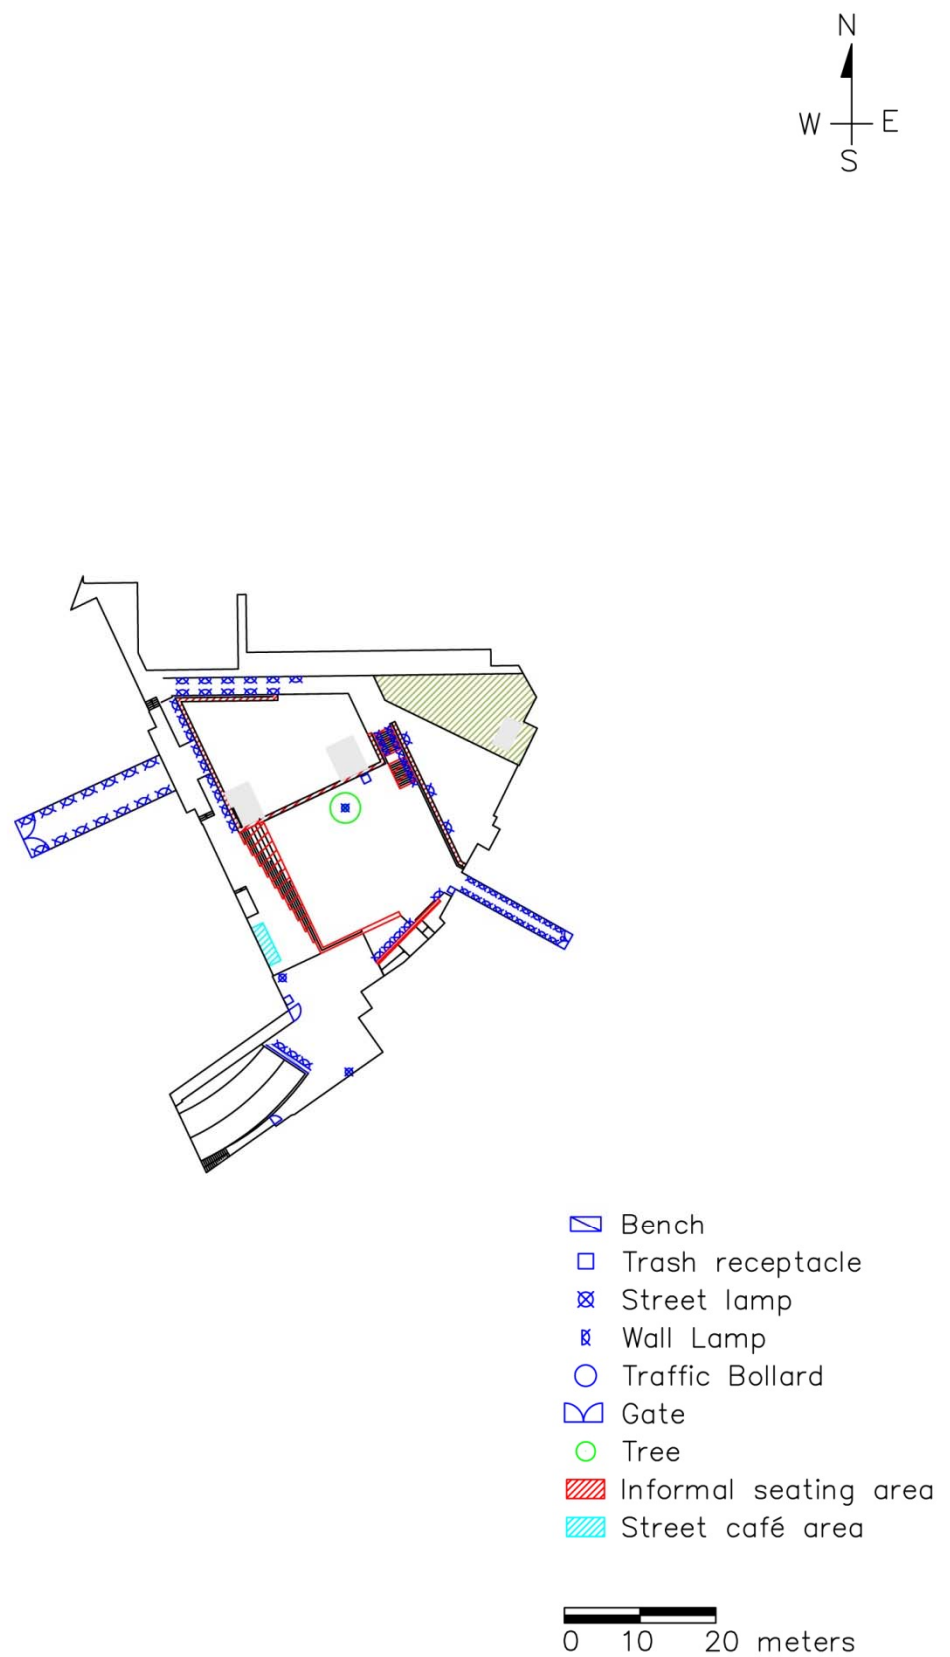 N
W E
S
Bench
Trash receptacle
Street lamp
Wall Lamp
Traffic Bollard
Gate
Tree
Informal seating area
Street café area
0 10 20 meters